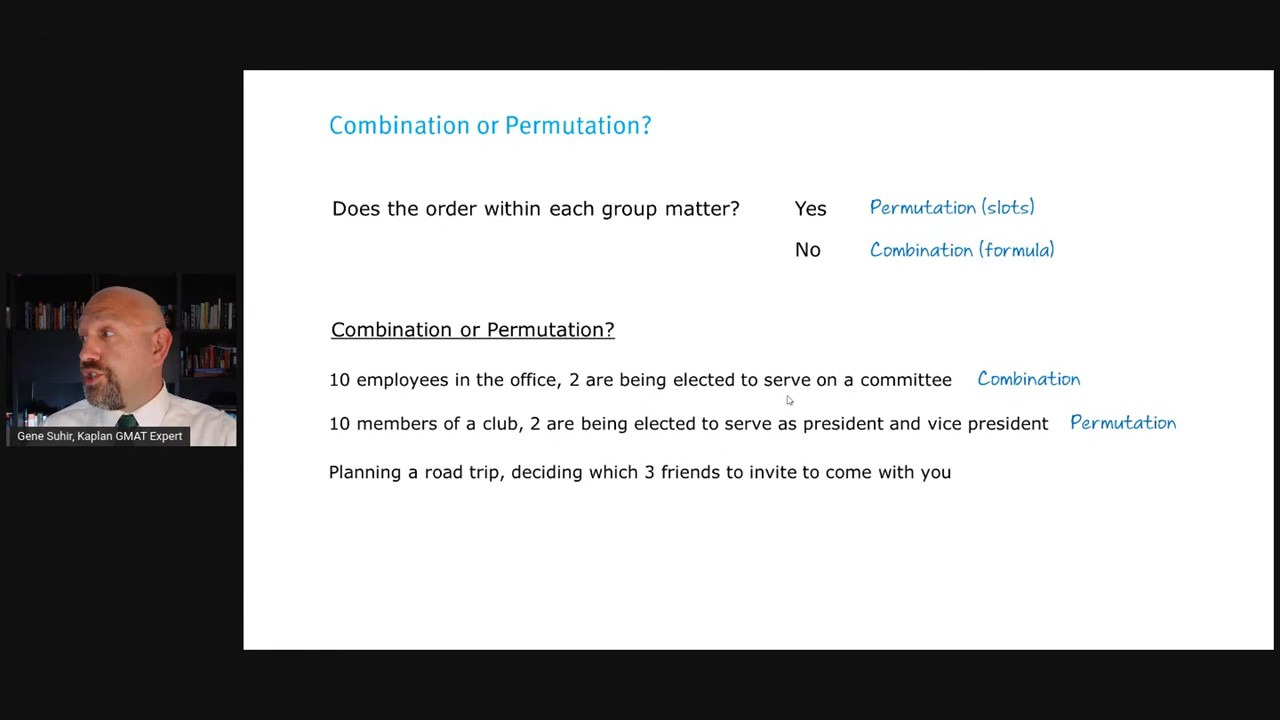 Combination or Permutation?
Does the order within each group matter? Yes Permutation (slots)
No Combination (formula)
Combination or Permutation?
10 employees in the office, 2 are being elected to serve on a committee Combination
10 members of a club, 2 are being elected to serve as president and vice president Permutation
Planning a road trip, deciding which 3 friends to invite to come with you
Gene Suhir, Kaplan GMAT Expert